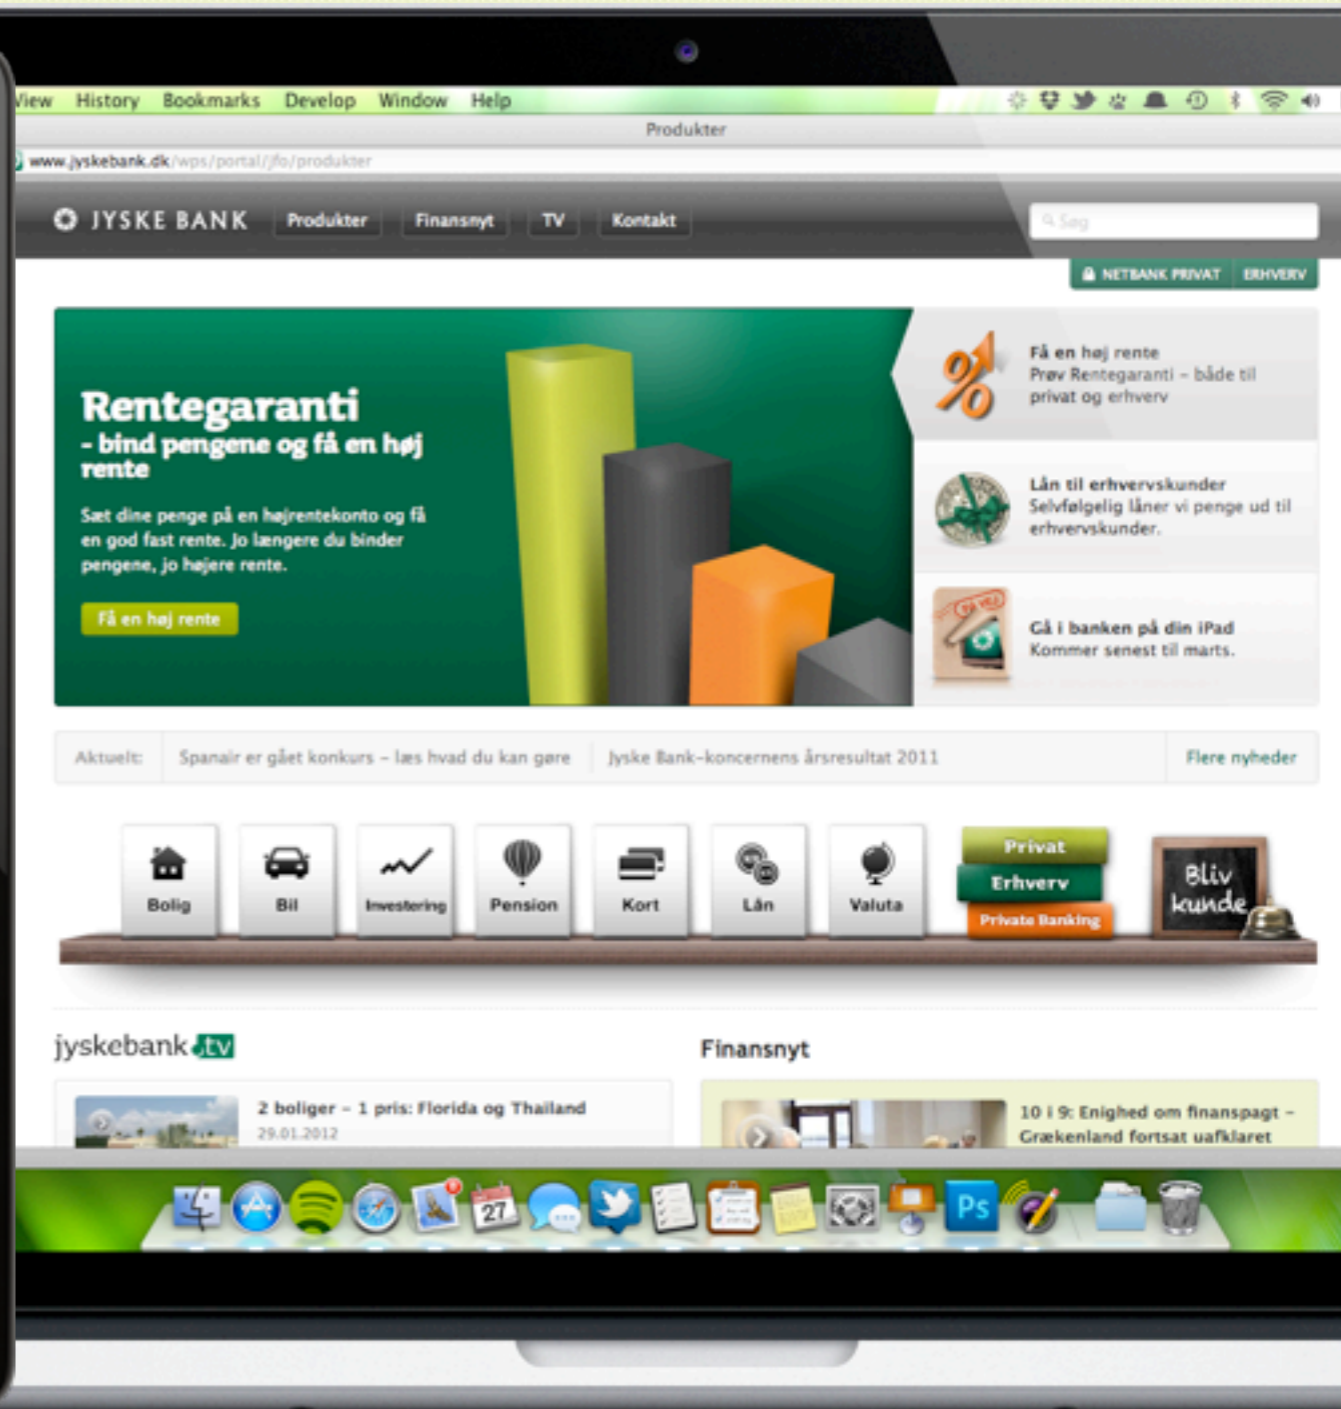 View History Bookmarks Develop Window Help
Produkter
www.jyskebank.dk/wps/portal/jfo/produkter
JYSKE BANK Produkter Finansnyt TV Kontakt
Søg
NETBANK PRIVAT ERHVERV
Rentegaranti
- bind pengene og få en høj
rente
Sæt dine penge på en højrentekonto og få
en god fast rente. Jo længere du binder
pengene, jo højere rente.
Få en høj rente
Få en høj rente
Prøv Rentegaranti – både til
privat og erhverv
Lån til erhvervskunder
Selvfølgelig låner vi penge ud til
erhvervskunder.
PÅ VEJ
Gå i banken på din iPad
Kommer senest til marts.
Aktuelt: Spanair er gået konkurs – læs hvad du kan gøre Jyske Bank-koncernens årsresultat 2011 Flere nyheder
Bolig Bil Investering Pension Kort Lån Valuta
Privat
Erhverv
Private Banking
Bliv
kunde
jyskebank.tv
2 boliger – 1 pris: Florida og Thailand
29.01.2012
Finansnyt
10 i 9: Enighed om finanspagt –
Grækenland fortsat uafklaret
27
Ps